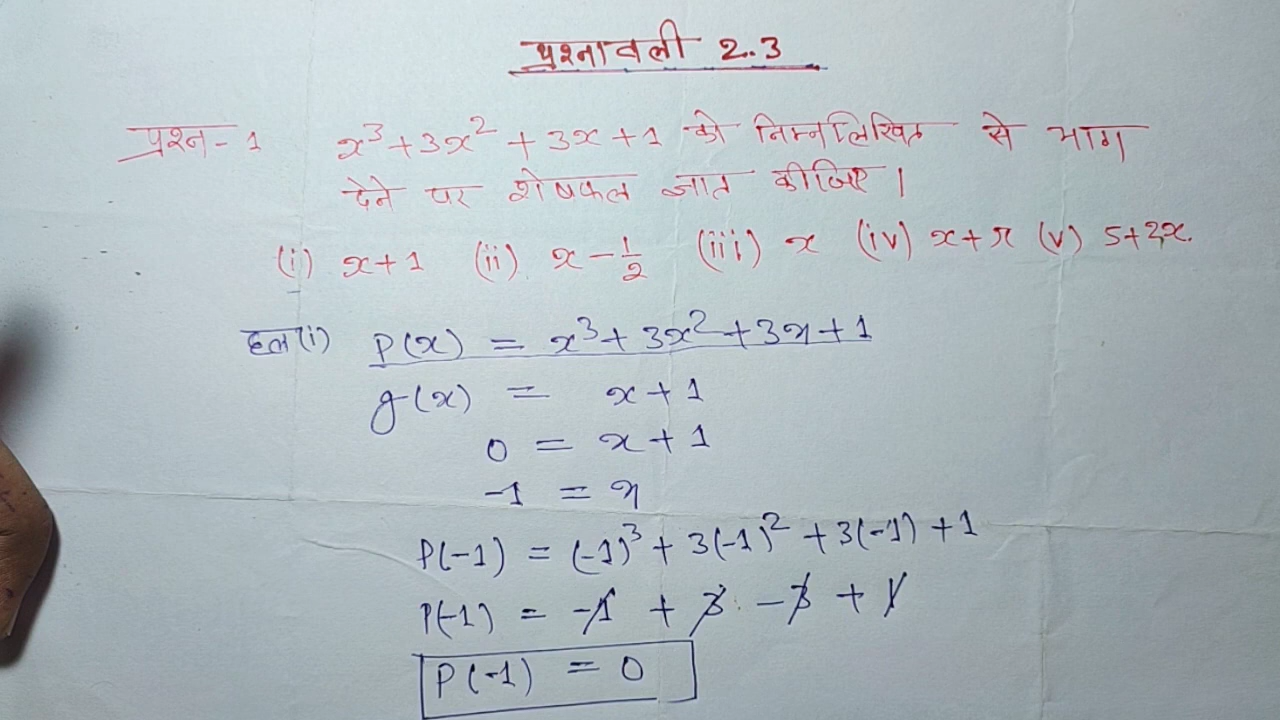 प्रश्नावली 2.3
प्रश्न-1 x³+3x²+3x+1 को निम्नलिखित से भाग
देने पर शेषफल ज्ञात कीजिए।
(i) x+1 (ii) x-1/2 (iii) x (iv) x+π (v) 5+2x.
हल(i) P(x) = x³+3x²+3x+1
g(x) = x+1
0 = x+1
-1 = x
P(-1) = (-1)³+3(-1)²+3(-1)+1
P(-1) = -1+3-3+1
P(-1) = 0